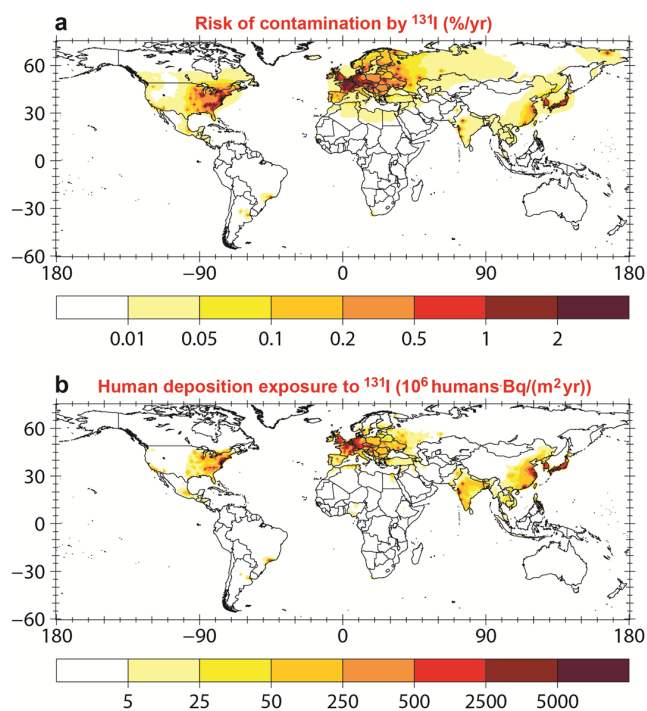 a
Risk of contamination by ¹³¹I (%/yr)
60
30
0
−30
−60
180 −90 0 90 180
0.01 0.05 0.1 0.2 0.5 1 2
b
Human deposition exposure to ¹³¹I (10⁶ humans·Bq/(m²yr))
60
30
0
−30
−60
180 −90 0 90 180
5 25 50 250 500 2500 5000